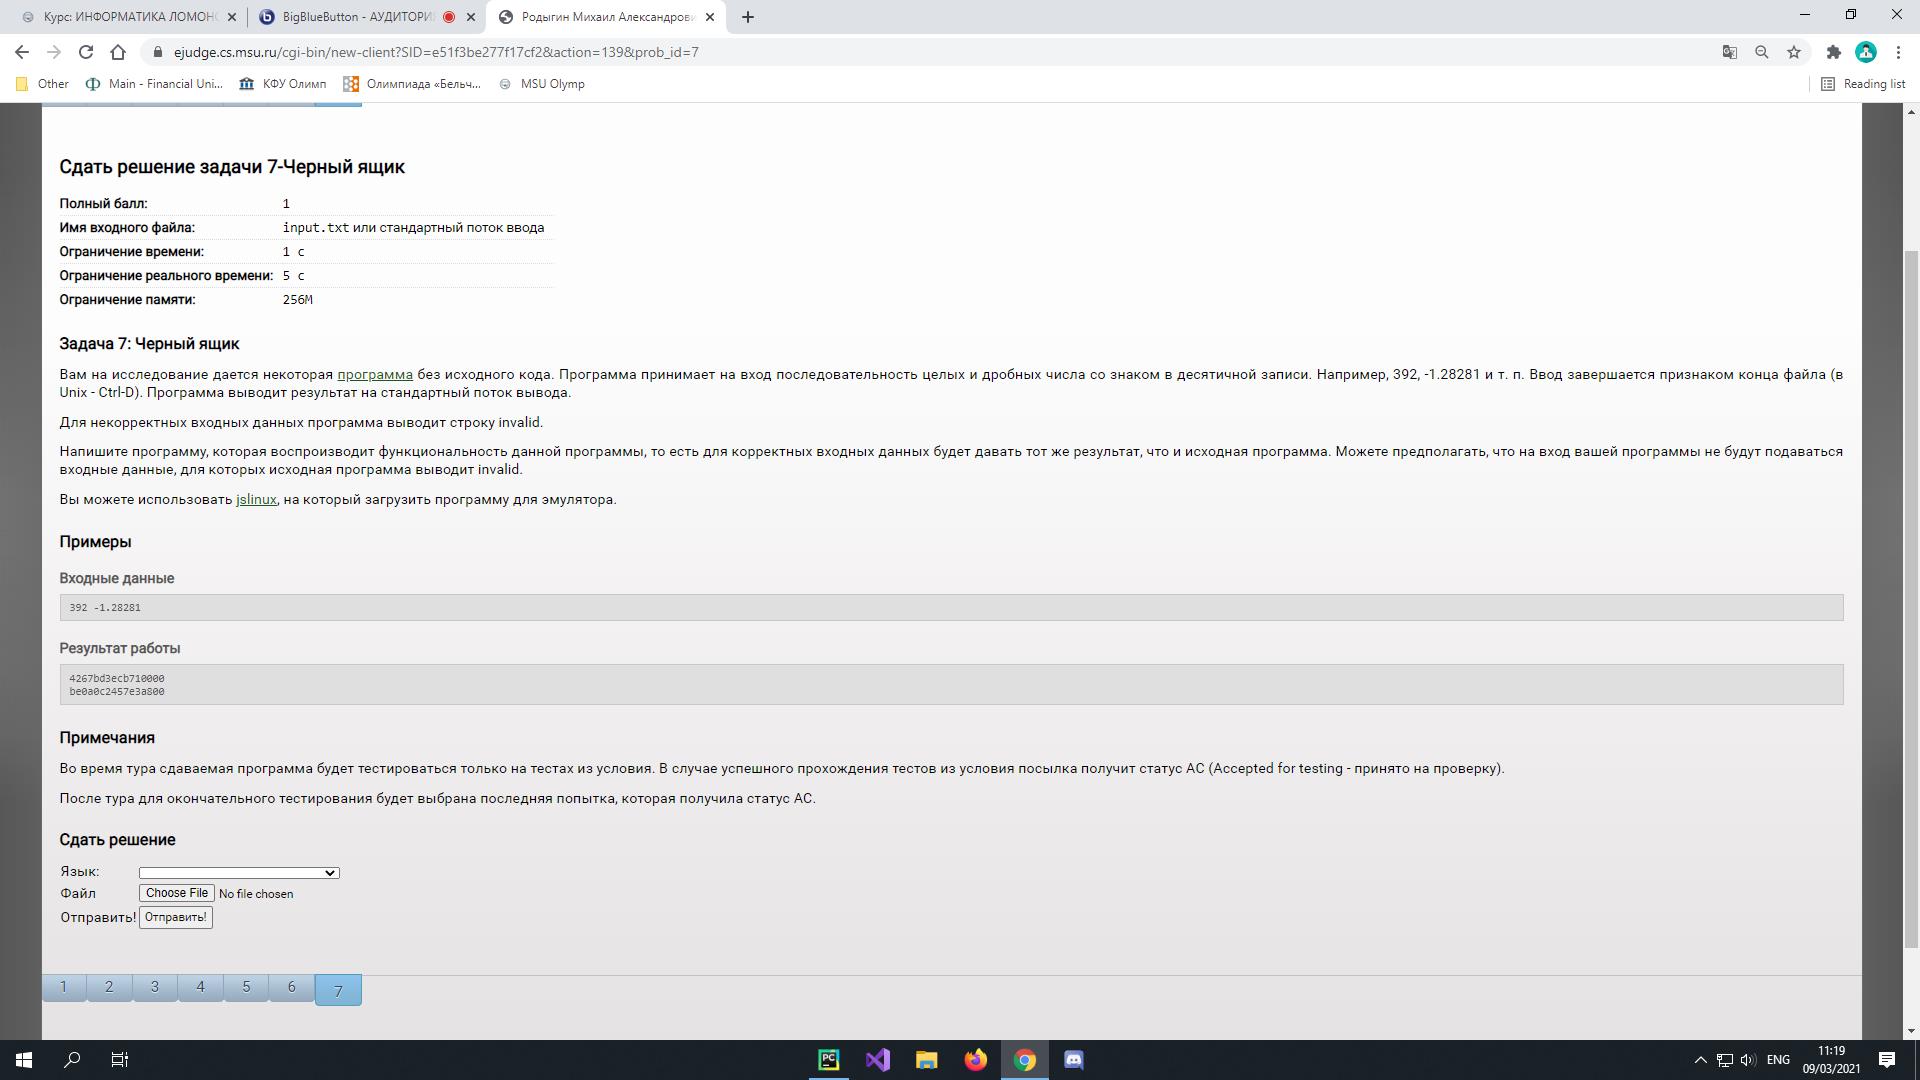 Курс: ИНФОРМАТИКА ЛОМОН
BigBlueButton - АУДИТОРИ
Родыгин Михаил Александрови
ejudge.cs.msu.ru/cgi-bin/new-client?SID=e51f3be277f17cf2&action=139&prob_id=7
Other
Main - Financial Uni...
КФУ Олимп
Олимпиада «Бельч...
MSU Olymp
Reading list
Сдать решение задачи 7-Черный ящик
Полный балл: 1
Имя входного файла: input.txt или стандартный поток ввода
Ограничение времени: 1 с
Ограничение реального времени: 5 с
Ограничение памяти: 256M
Задача 7: Черный ящик
Вам на исследование дается некоторая программа без исходного кода. Программа принимает на вход последовательность целых и дробных числа со знаком в десятичной записи. Например, 392, -1.28281 и т. п. Ввод завершается признаком конца файла (в
Unix - Ctrl-D). Программа выводит результат на стандартный поток вывода.
Для некорректных входных данных программа выводит строку invalid.
Напишите программу, которая воспроизводит функциональность данной программы, то есть для корректных входных данных будет давать тот же результат, что и исходная программа. Можете предполагать, что на вход вашей программы не будут подаваться
входные данные, для которых исходная программа выводит invalid.
Вы можете использовать jslinux, на который загрузить программу для эмулятора.
Примеры
Входные данные
392 -1.28281
Результат работы
4267bd3ecb710000
be0a0c2457e3a800
Примечания
Во время тура сдаваемая программа будет тестироваться только на тестах из условия. В случае успешного прохождения тестов из условия посылка получит статус AC (Accepted for testing - принято на проверку).
После тура для окончательного тестирования будет выбрана последняя попытка, которая получила статус AC.
Сдать решение
Язык:
Файл Choose File No file chosen
Отправить! Отправить!
1 2 3 4 5 6 7
PC
ENG
11:19
09/03/2021